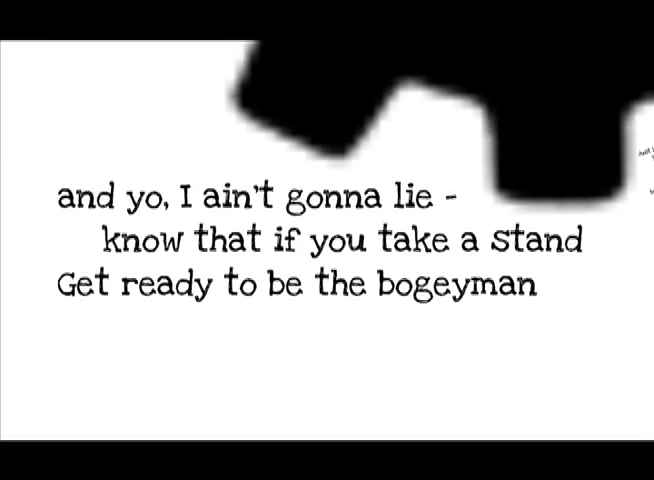 and yo, I ain't gonna lie -
know that if you take a stand
Get ready to be the bogeyman